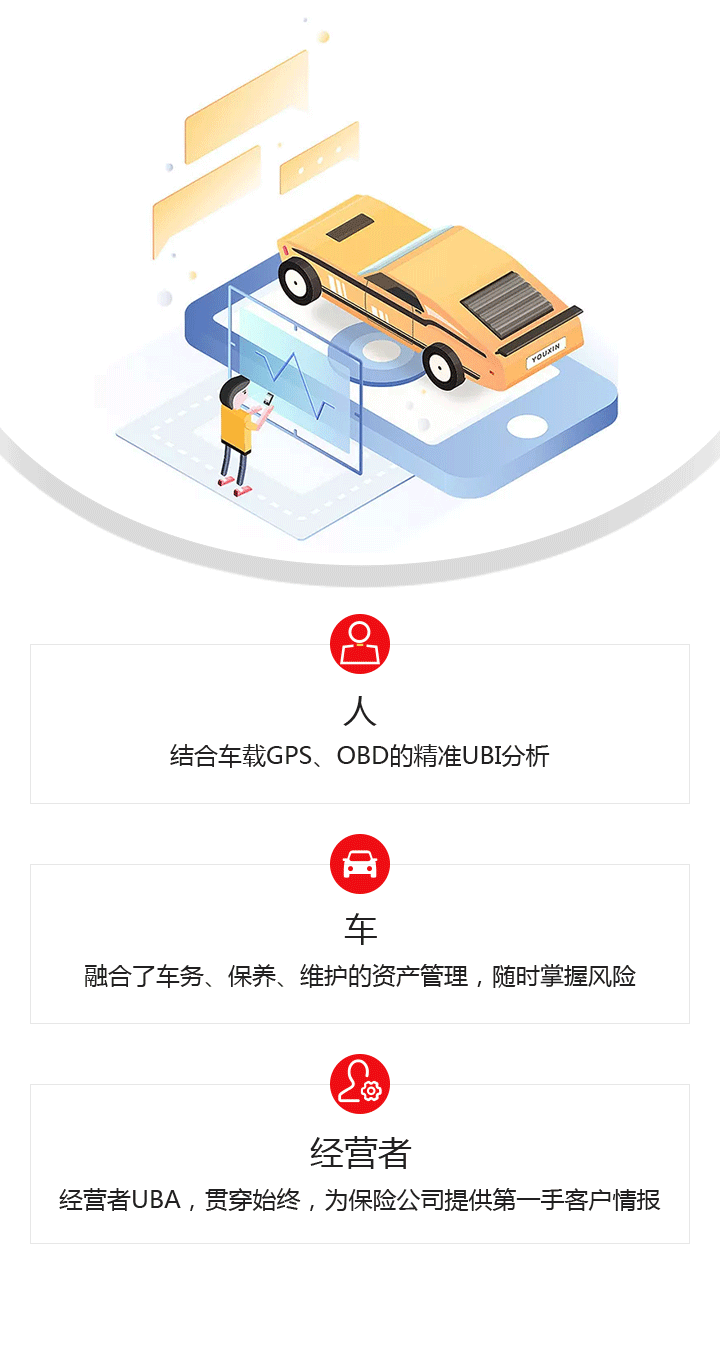 YOUXIN
人
结合车载GPS、OBD的精准UBI分析
车
融合了车务、保养、维护的资产管理，随时掌握风险
经营者
经营者UBA，贯穿始终，为保险公司提供第一手客户情报